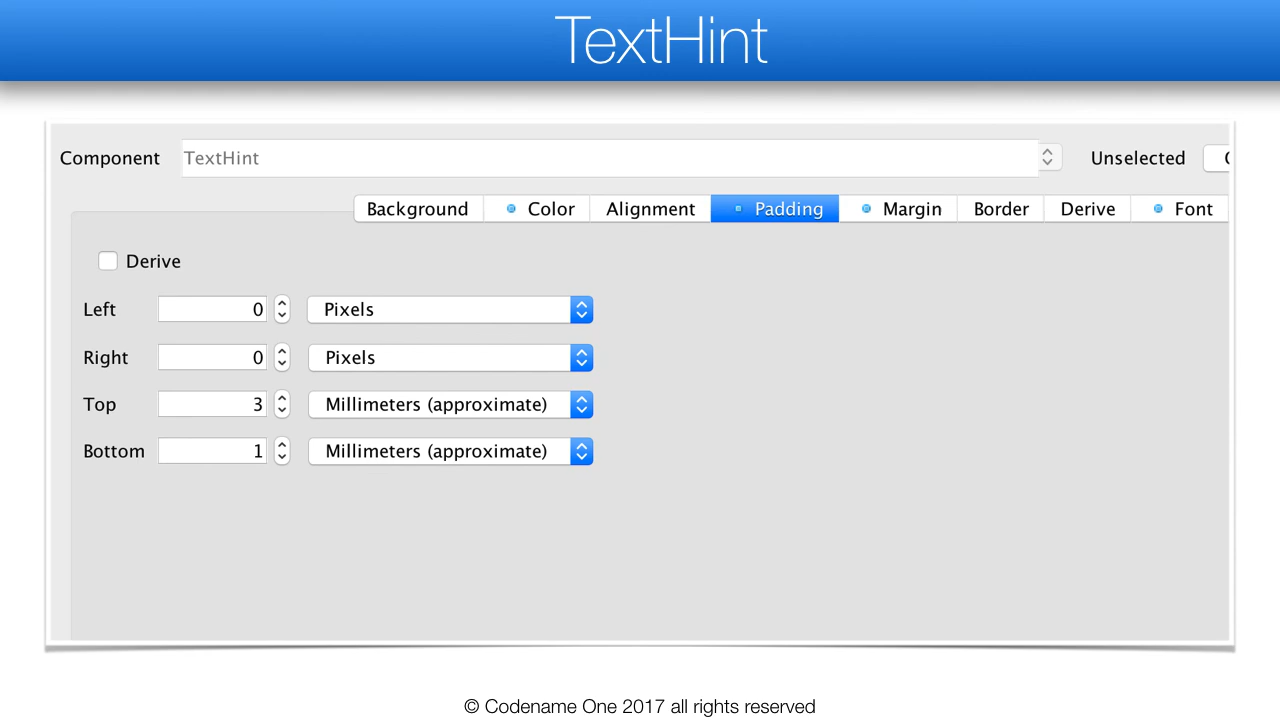 TextHint
Component TextHint Unselected
Background Color Alignment Padding Margin Border Derive Font
Derive
Left 0 Pixels
Right 0 Pixels
Top 3 Millimeters (approximate)
Bottom 1 Millimeters (approximate)
© Codename One 2017 all rights reserved